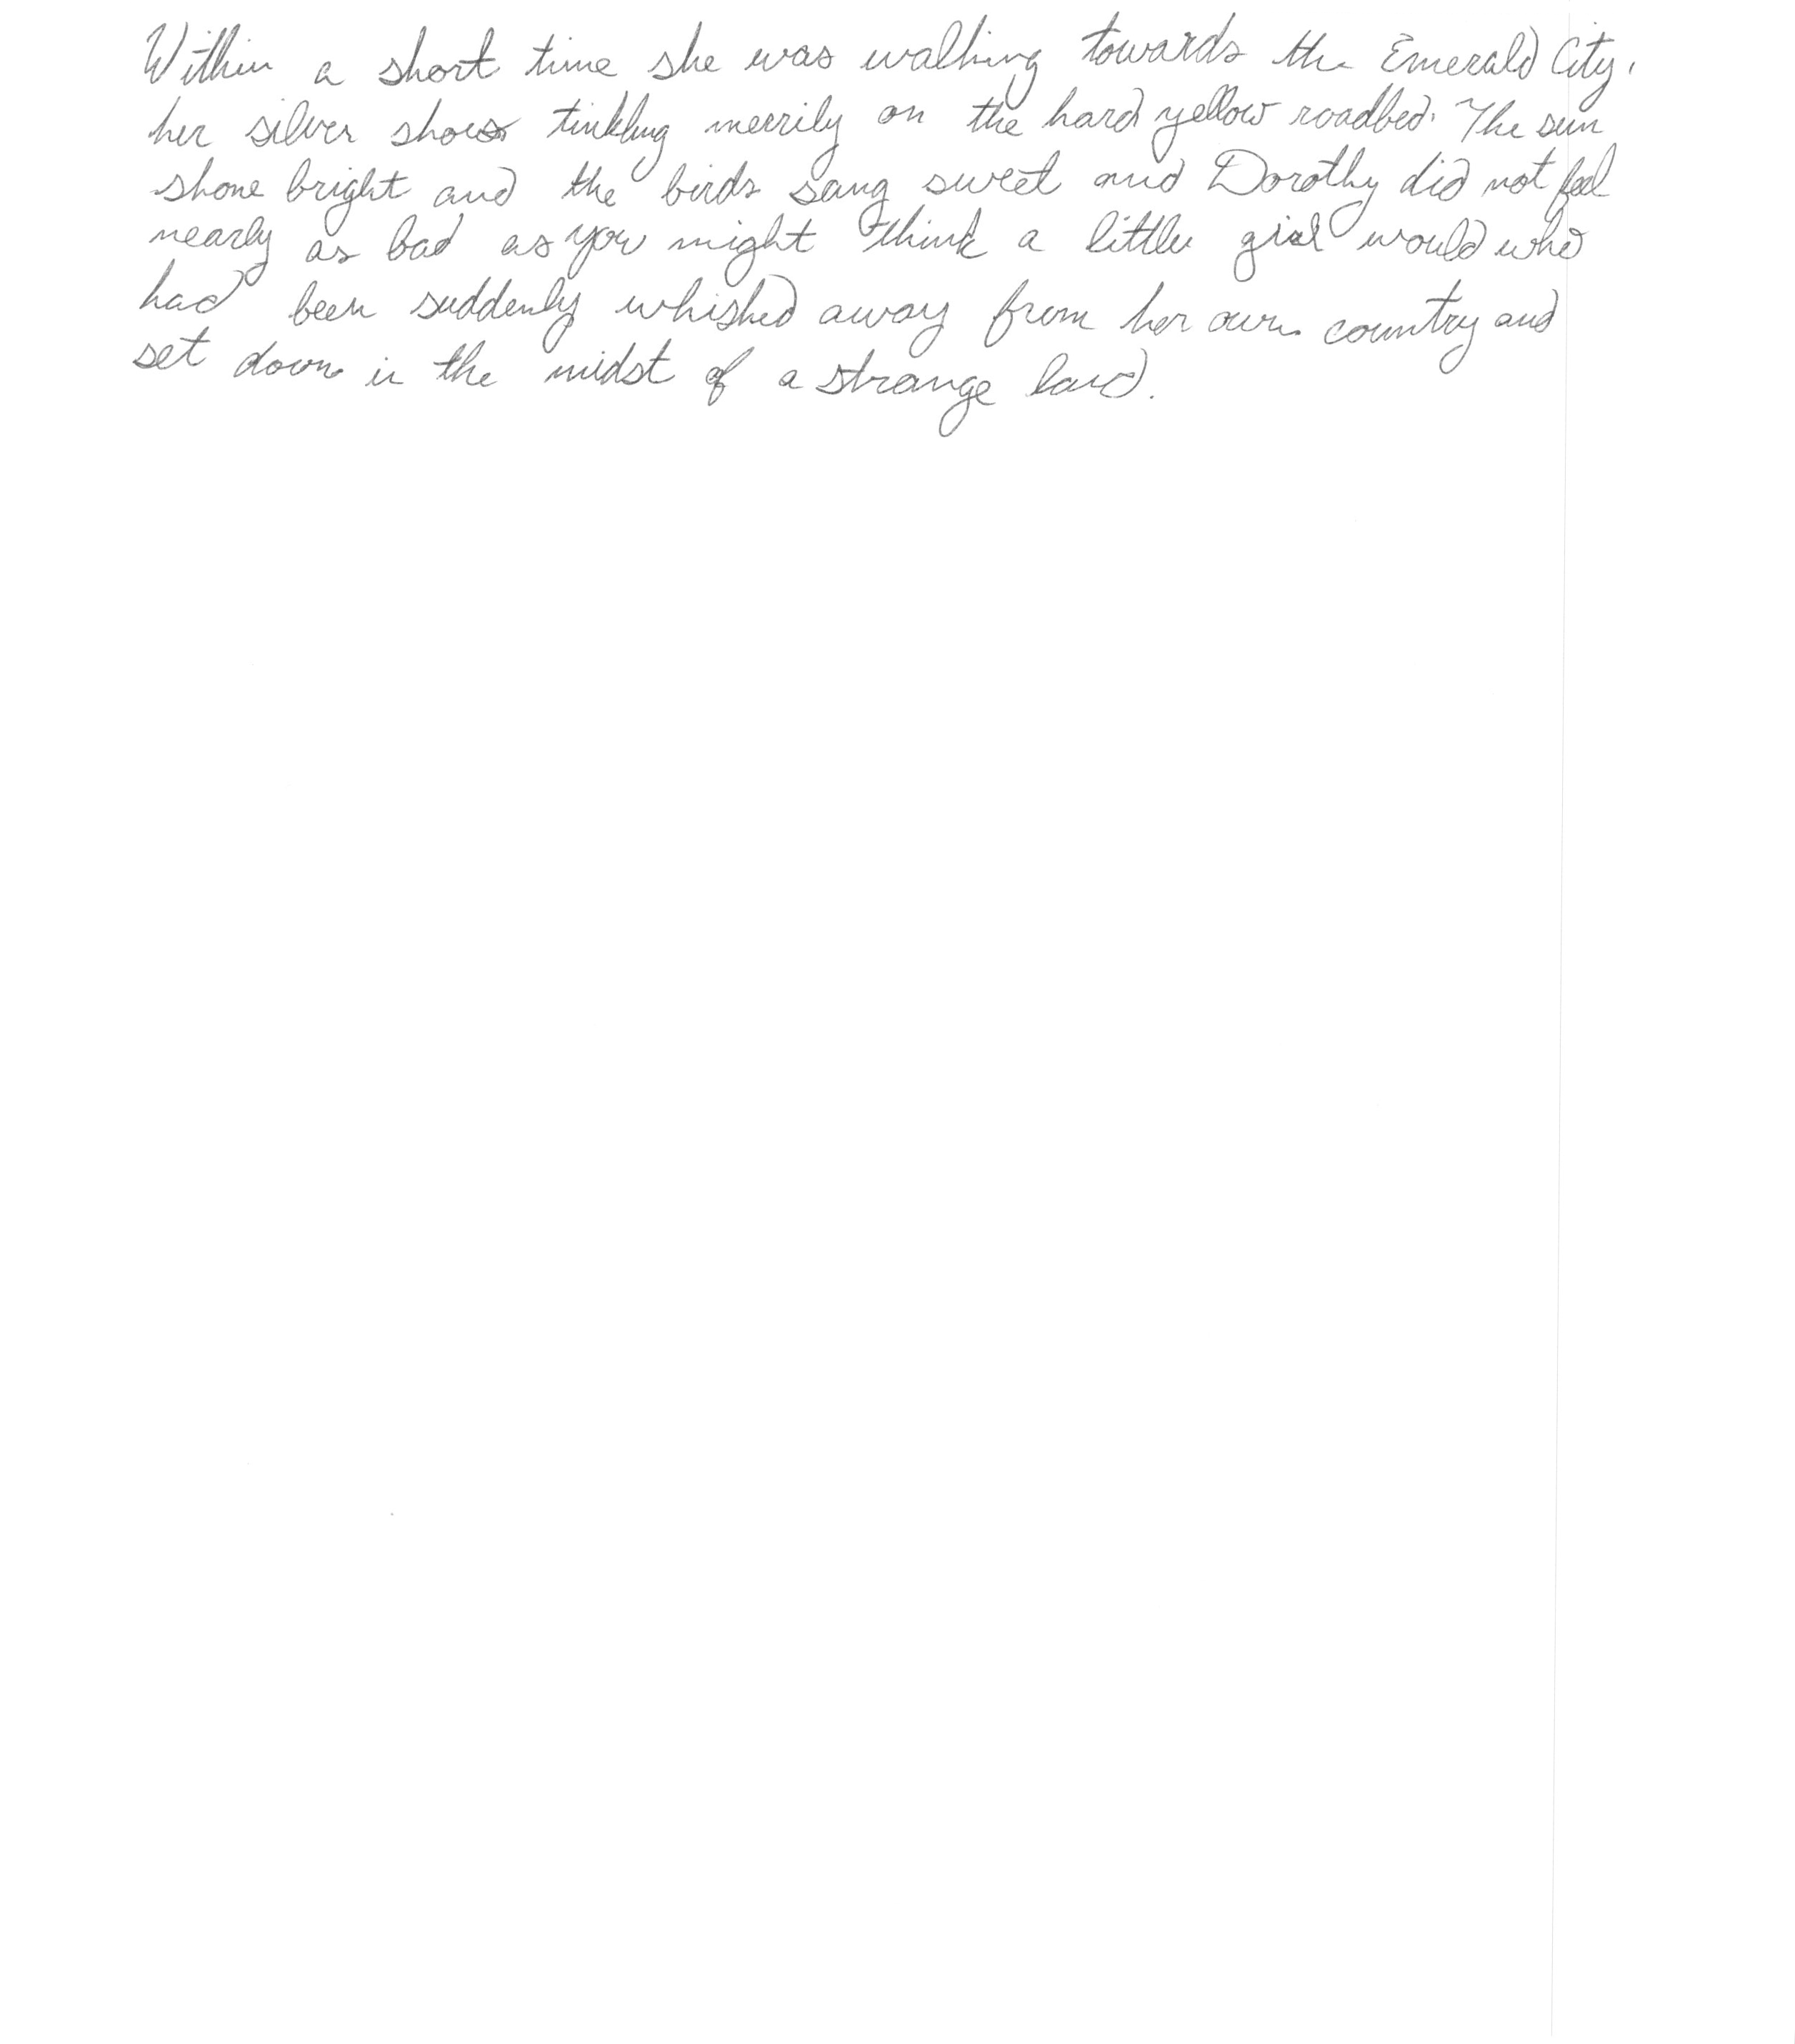 Within a short time she was walking towards the Emerald City,
her silver shoes tinkling merrily on the hard yellow roadbed. The sun
shone bright and the birds sang sweet and Dorothy did not feel
nearly as bad as you might think a little girl would who
had been suddenly whished away from her own country and
set down in the midst of a strange land.